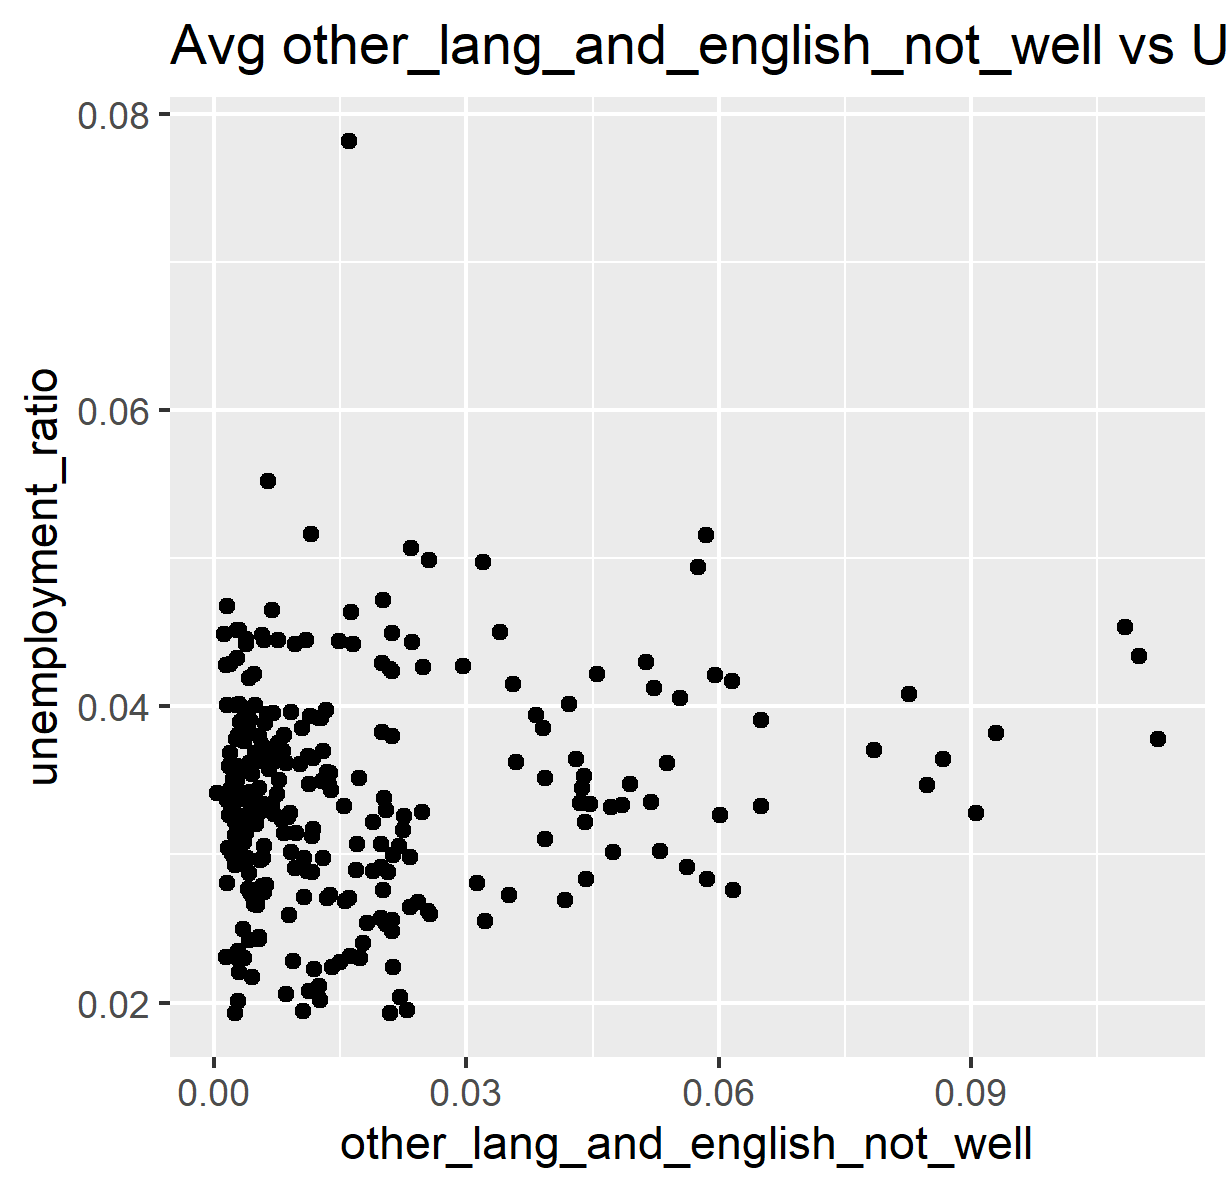 Avg other_lang_and_english_not_well vs U
0.08
0.06
0.04
0.02
unemployment_ratio
0.00 0.03 0.06 0.09
other_lang_and_english_not_well